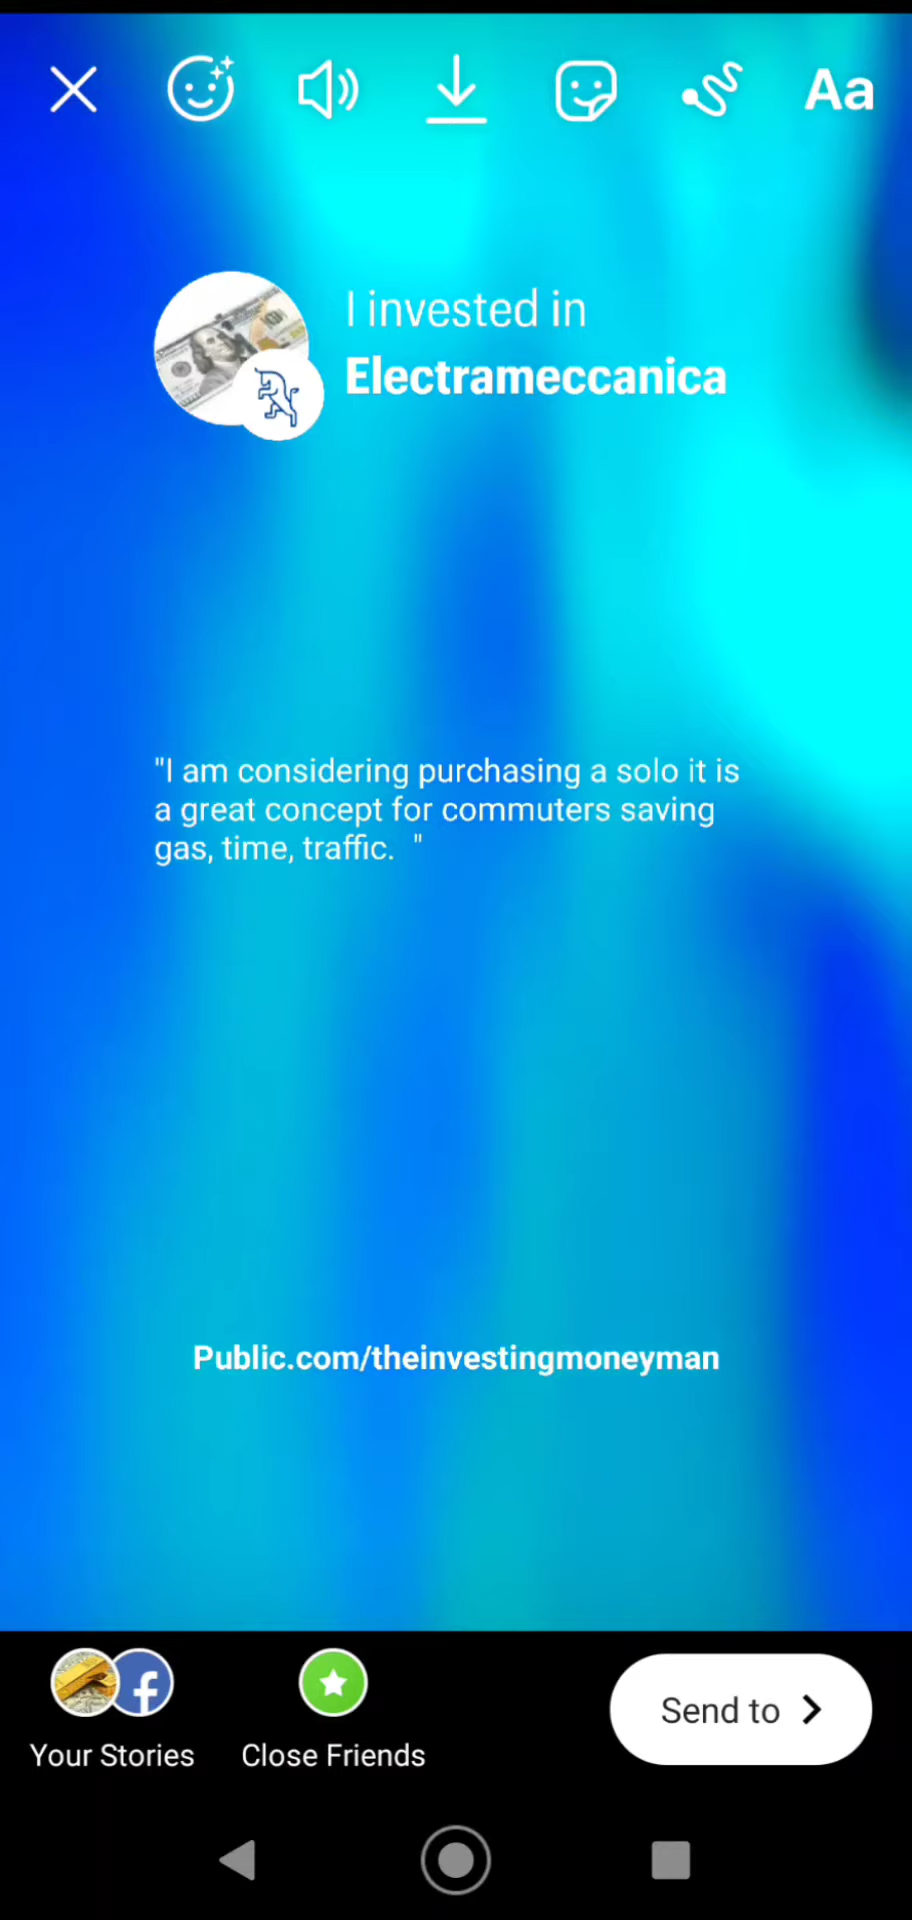 Aa
I invested in
Electrameccanica
"I am considering purchasing a solo it is
a great concept for commuters saving
gas, time, traffic.  "
Public.com/theinvestingmoneyman
Your Stories
Close Friends
Send to